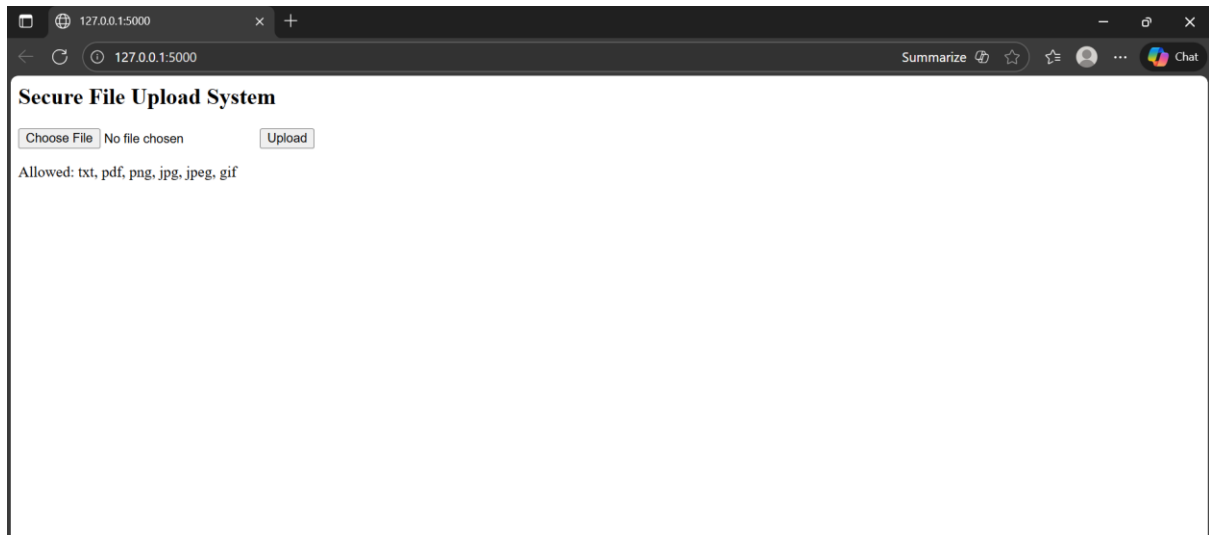 127.0.0.1:5000
127.0.0.1:5000 Summarize Chat
Secure File Upload System
Choose File No file chosen Upload
Allowed: txt, pdf, png, jpg, jpeg, gif